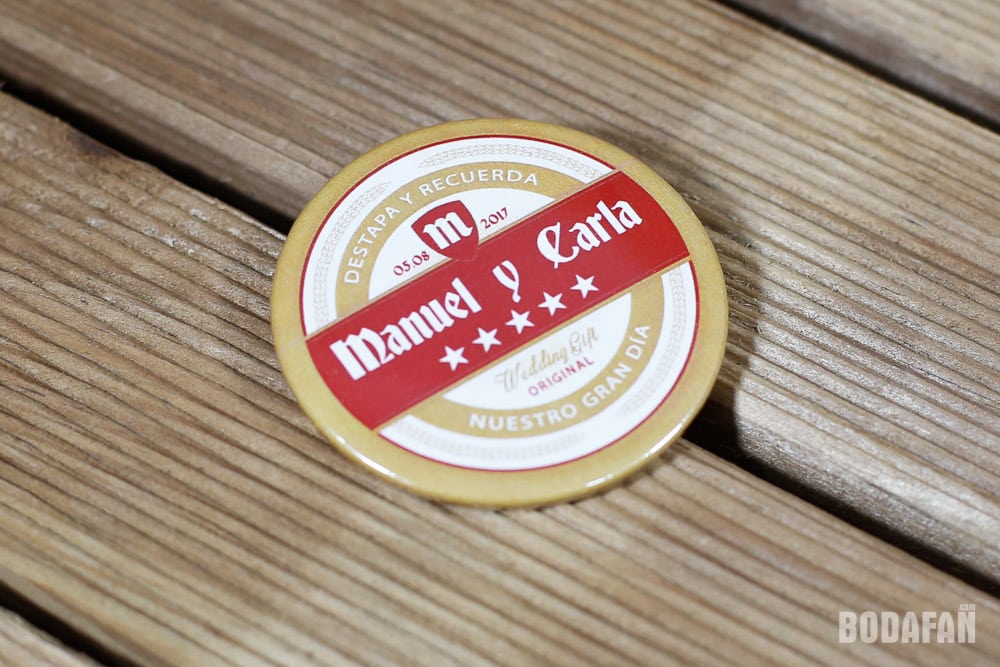 DESTAPA Y RECUERDA
m
05.08 2017
Manuel y Carla
Wedding Gift
ORIGINAL
NUESTRO GRAN DÍA
BODAFAN.com